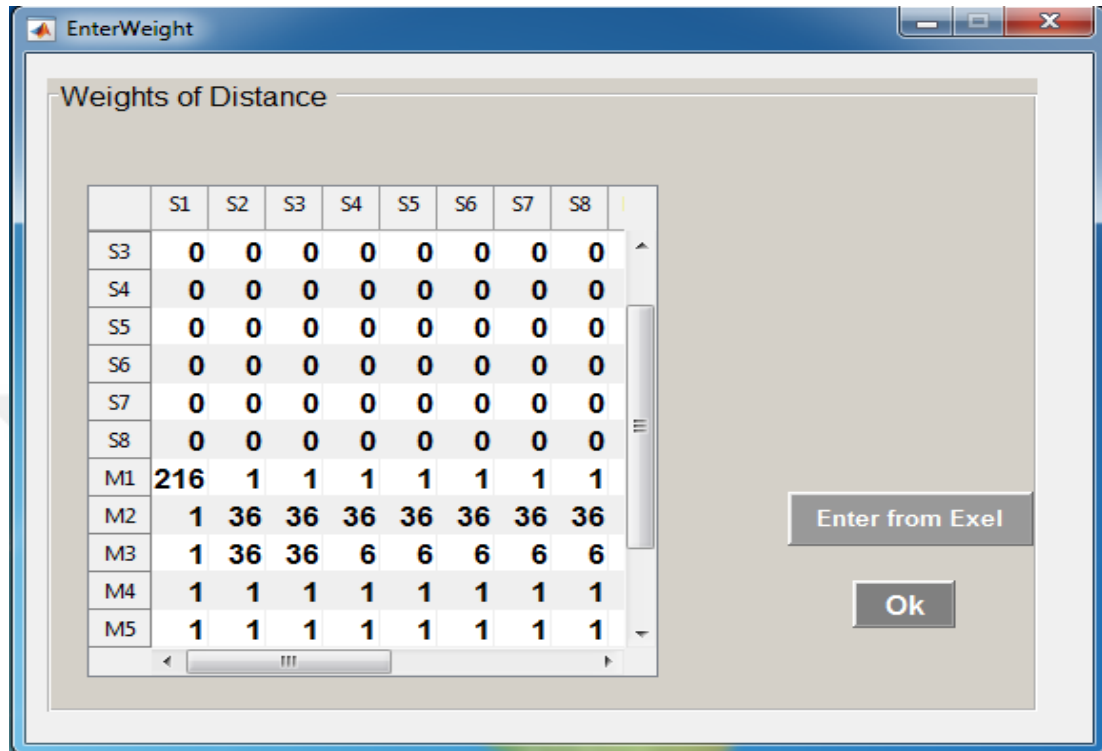 EnterWeight
Weights of Distance
S1 S2 S3 S4 S5 S6 S7 S8
S3 0 0 0 0 0 0 0 0
S4 0 0 0 0 0 0 0 0
S5 0 0 0 0 0 0 0 0
S6 0 0 0 0 0 0 0 0
S7 0 0 0 0 0 0 0 0
S8 0 0 0 0 0 0 0 0
M1 216 1 1 1 1 1 1 1
M2 1 36 36 36 36 36 36 36
M3 1 36 36 6 6 6 6 6
M4 1 1 1 1 1 1 1 1
M5 1 1 1 1 1 1 1 1
Enter from Exel
Ok